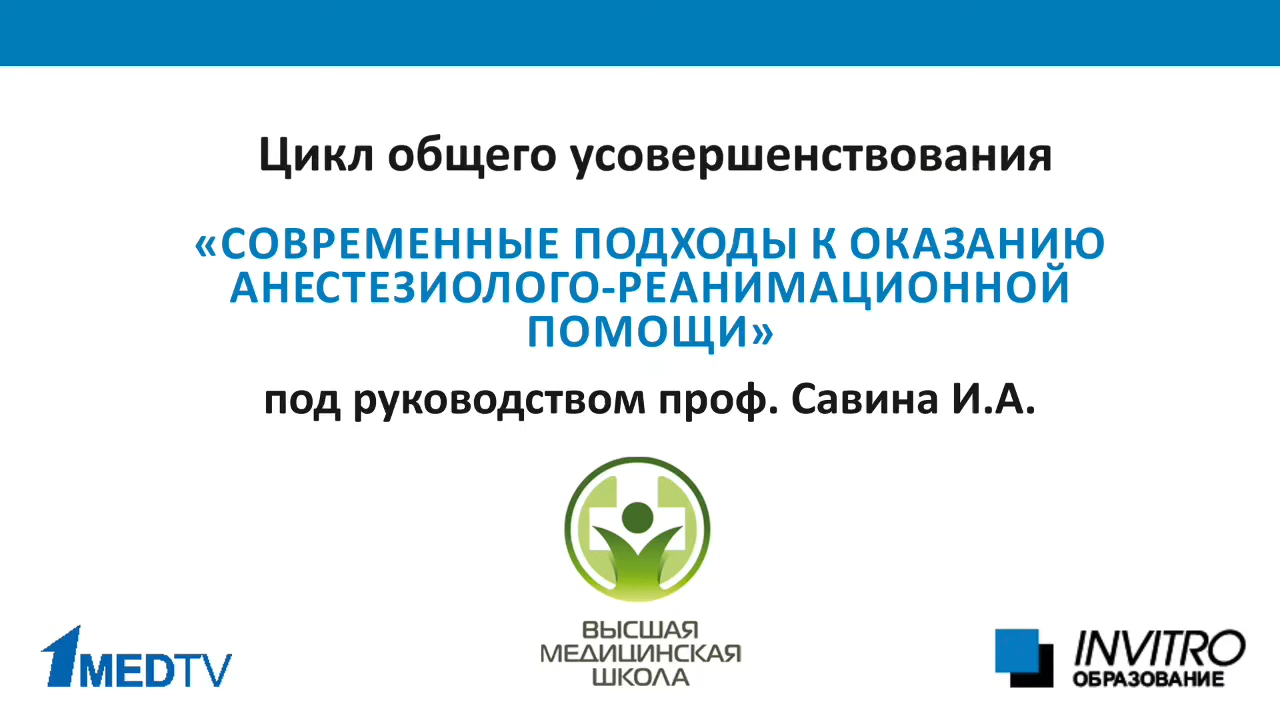 Цикл общего усовершенствования
«СОВРЕМЕННЫЕ ПОДХОДЫ К ОКАЗАНИЮ
АНЕСТЕЗИОЛОГО-РЕАНИМАЦИОННОЙ
ПОМОЩИ»
под руководством проф. Савина И.А.
ВЫСШАЯ
МЕДИЦИНСКАЯ
ШКОЛА
1MEDTV
INVITRO
ОБРАЗОВАНИЕ